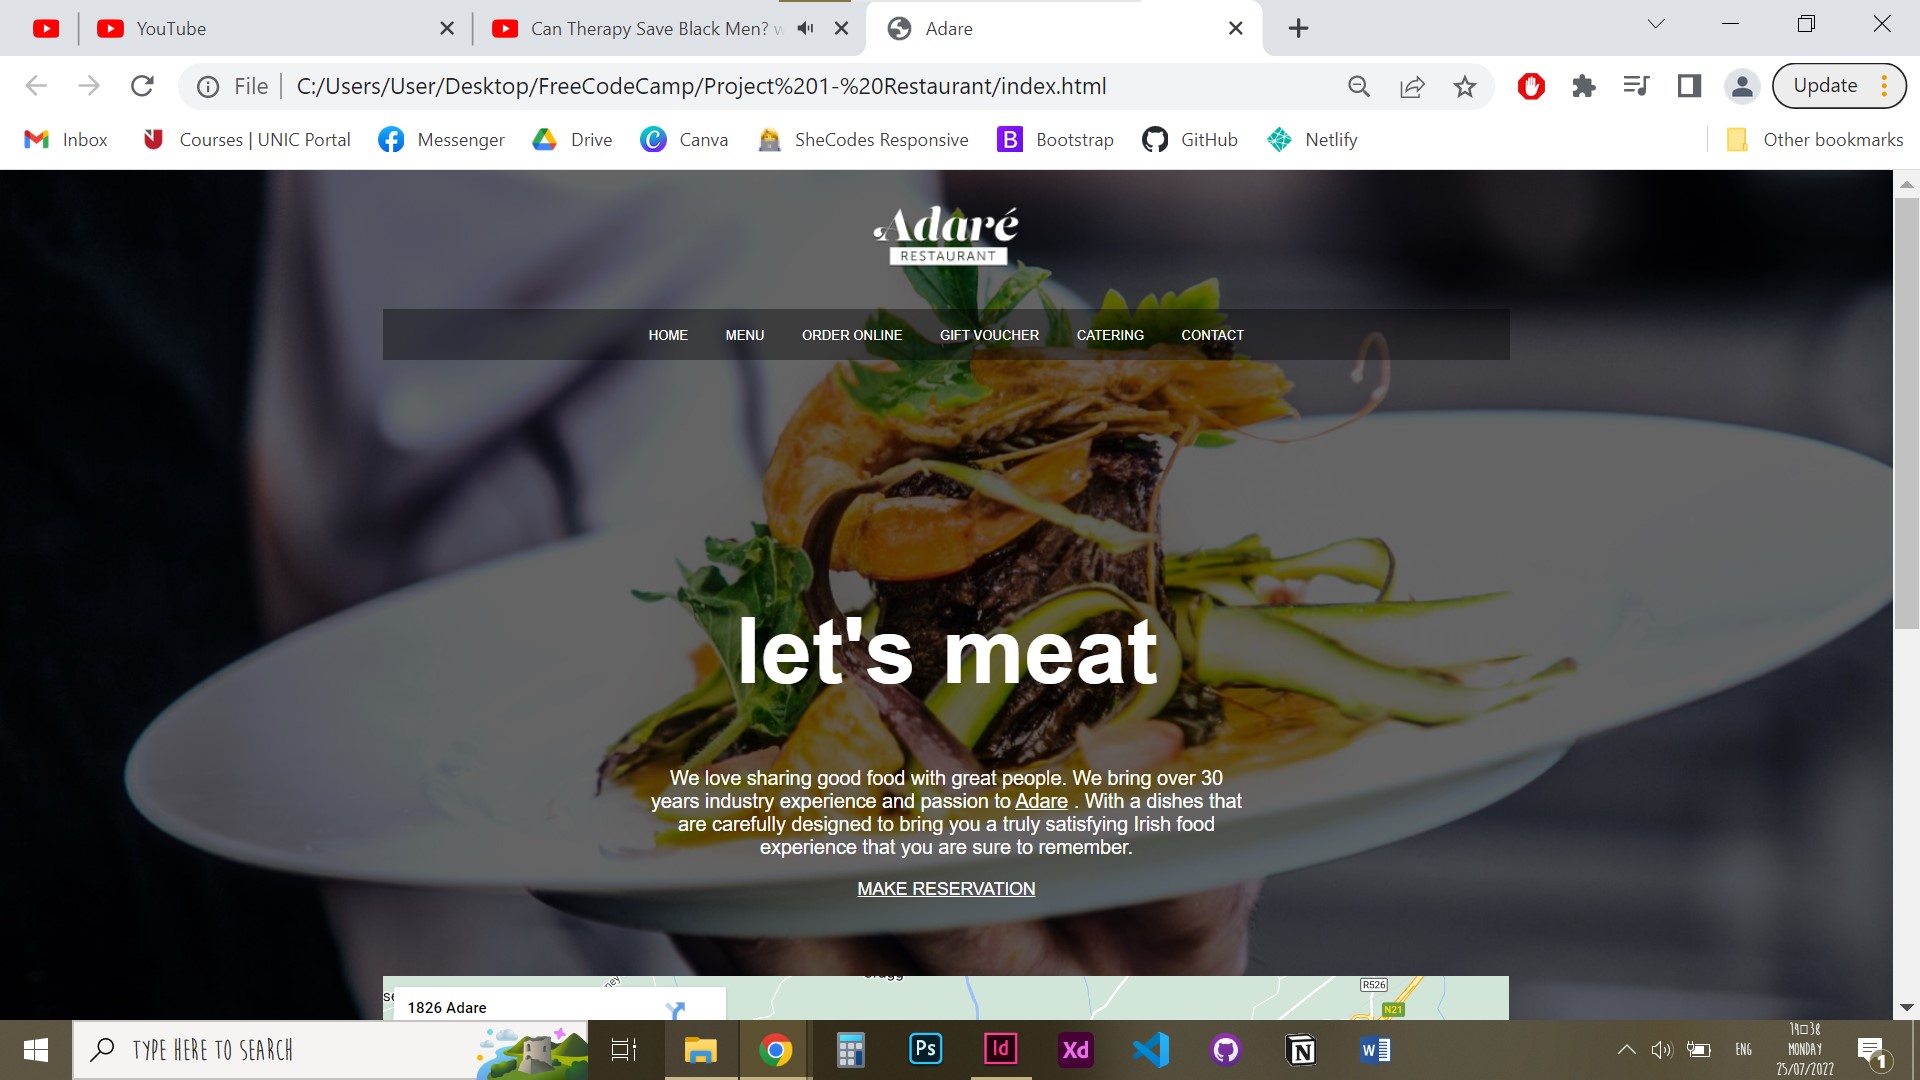 YouTube
Can Therapy Save Black Men?
Adare
File
C:/Users/User/Desktop/FreeCodeCamp/Project%201-%20Restaurant/index.html
Update
Inbox
Courses | UNIC Portal
Messenger
Drive
Canva
SheCodes Responsive
B
Bootstrap
GitHub
Netlify
Other bookmarks
Adaré
RESTAURANT
HOME
MENU
ORDER ONLINE
GIFT VOUCHER
CATERING
CONTACT
let's meat
We love sharing good food with great people. We bring over 30
years industry experience and passion to Adare . With a dishes that
are carefully designed to bring you a truly satisfying Irish food
experience that you are sure to remember.
MAKE RESERVATION
R526
1826 Adare
N21
TYPE HERE TO SEARCH
Ps
Id
Xd
N
W
ENG
14□38
MONDAY
25/07/2022
1